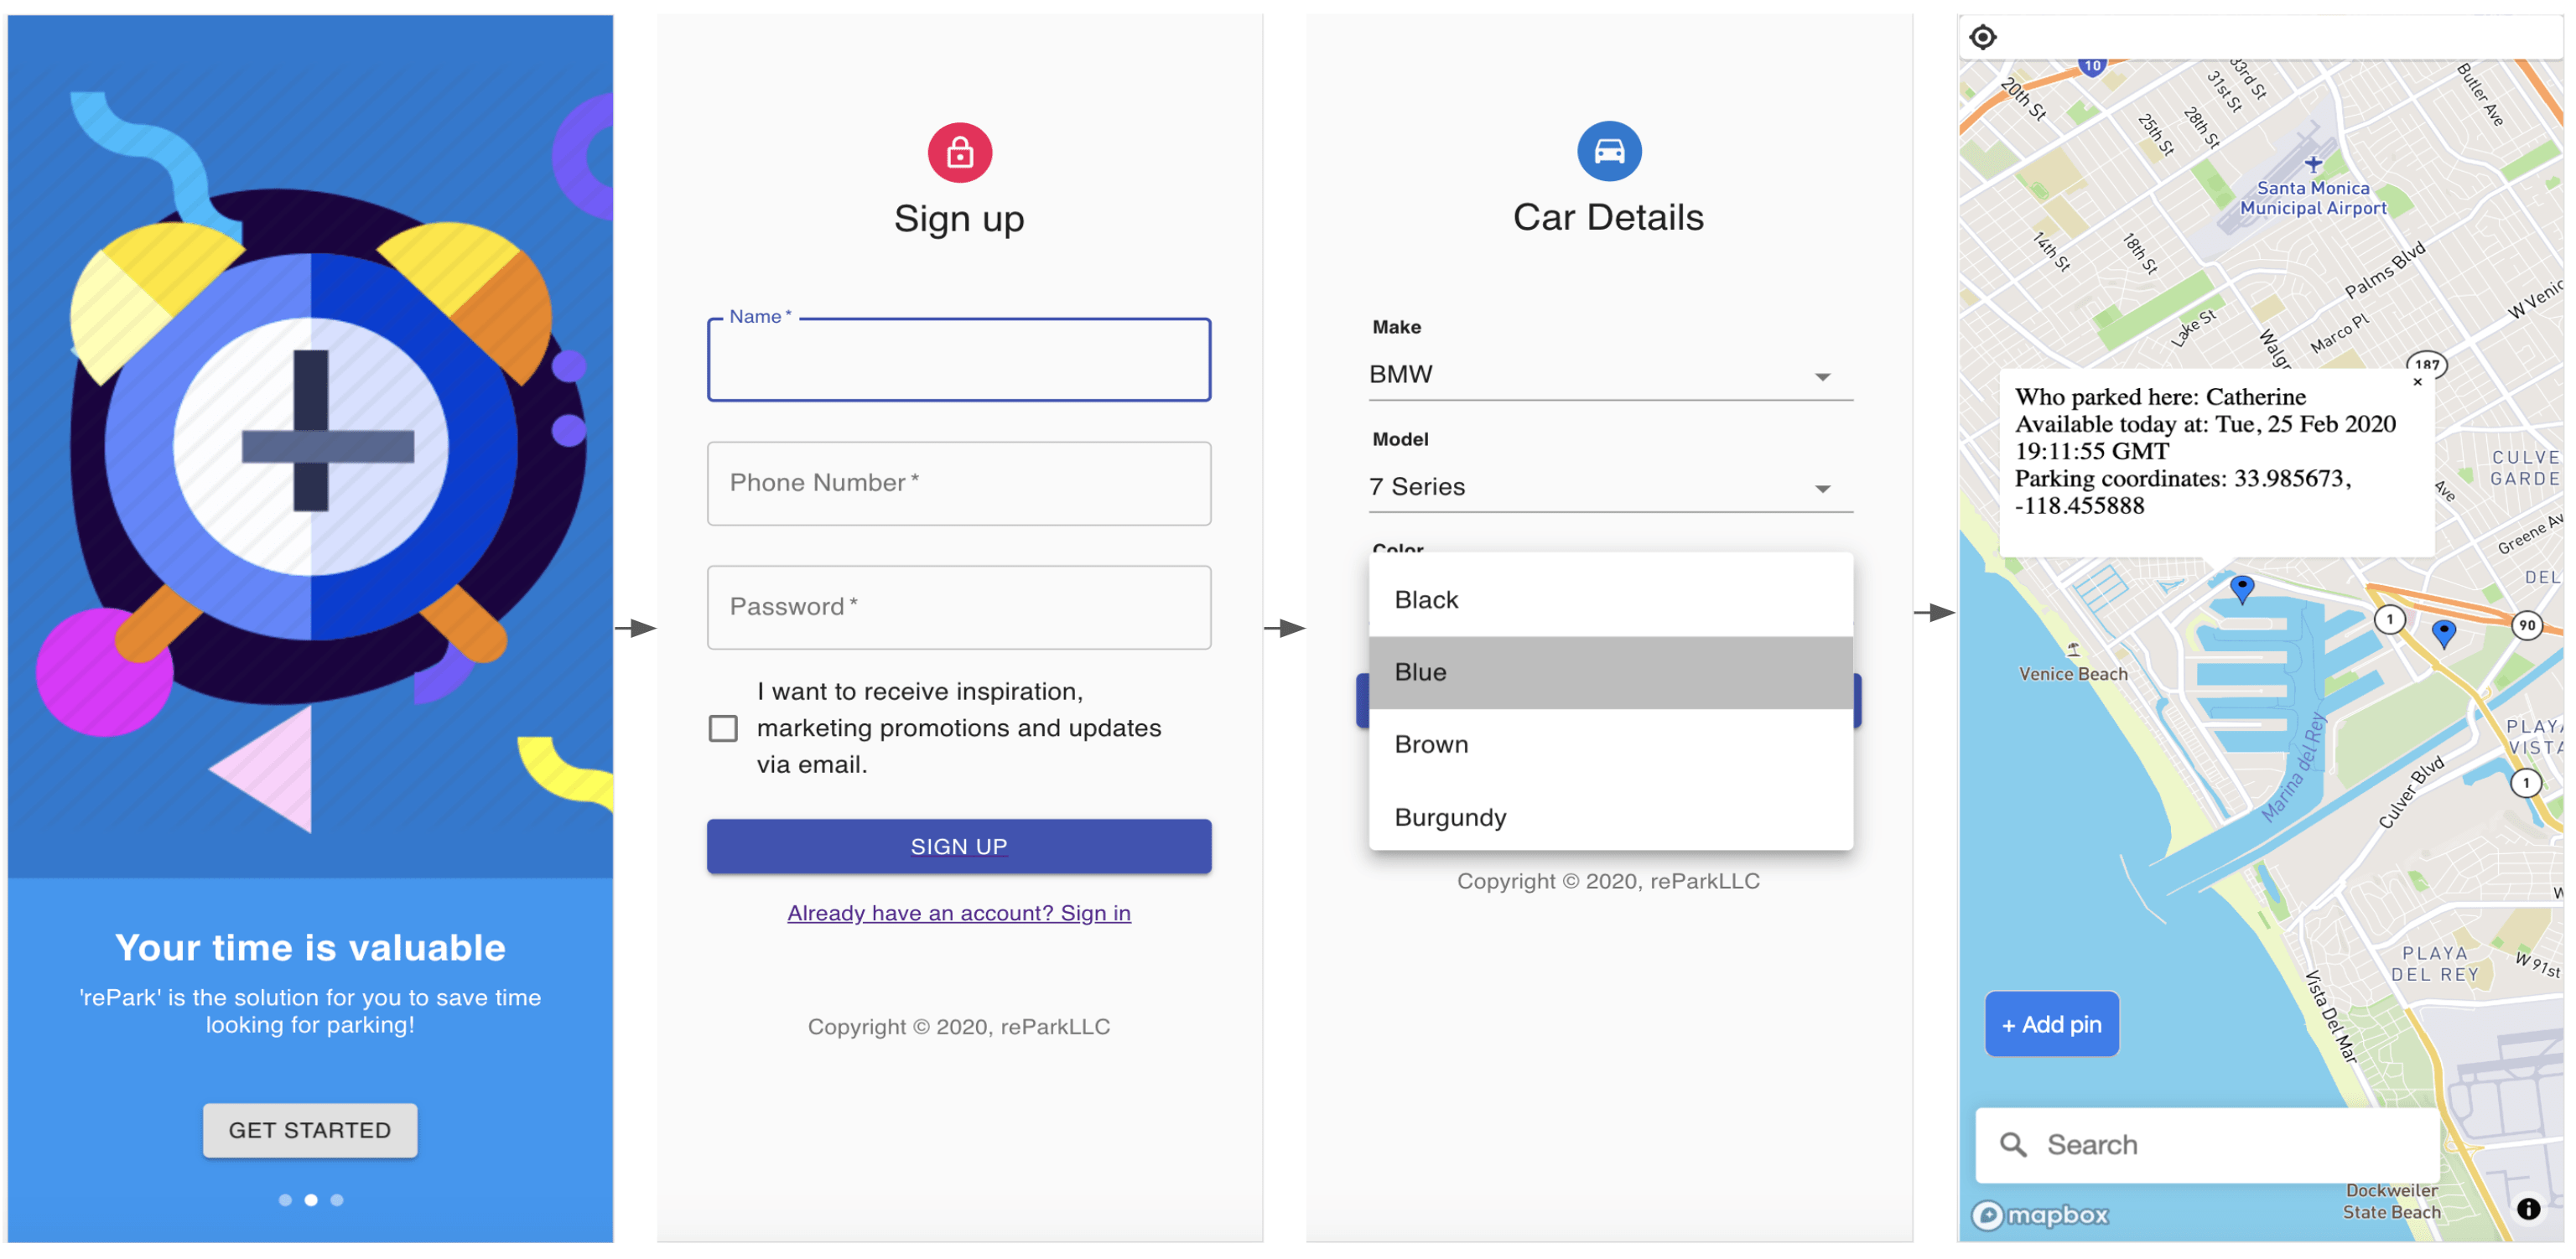 Your time is valuable
'rePark' is the solution for you to save time
looking for parking!
GET STARTED
Sign up
Name *
Phone Number *
Password *
I want to receive inspiration,
marketing promotions and updates
via email.
SIGN UP
Already have an account? Sign in
Copyright © 2020, reParkLLC
Car Details
Make
BMW
Model
7 Series
Color
Black
Blue
Brown
Burgundy
Copyright © 2020, reParkLLC
10
20th St
33rd St
31st St
28th St
25th St
Butler Ave
Santa Monica
Municipal Airport
14th St
18th St
Palms Blvd
Lake St
Marco Pl
187
×
Who parked here: Catherine
Available today at: Tue, 25 Feb 2020
19:11:55 GMT
Parking coordinates: 33.985673,
-118.455888
Ave
Greene Av
DEL
1
90
Venice Beach
Marina del Rey
Culver Blvd
1
PLAYA
DEL REY
W 91st
Vista Del Mar
+ Add pin
Search
Dockweiler
State Beach
mapbox